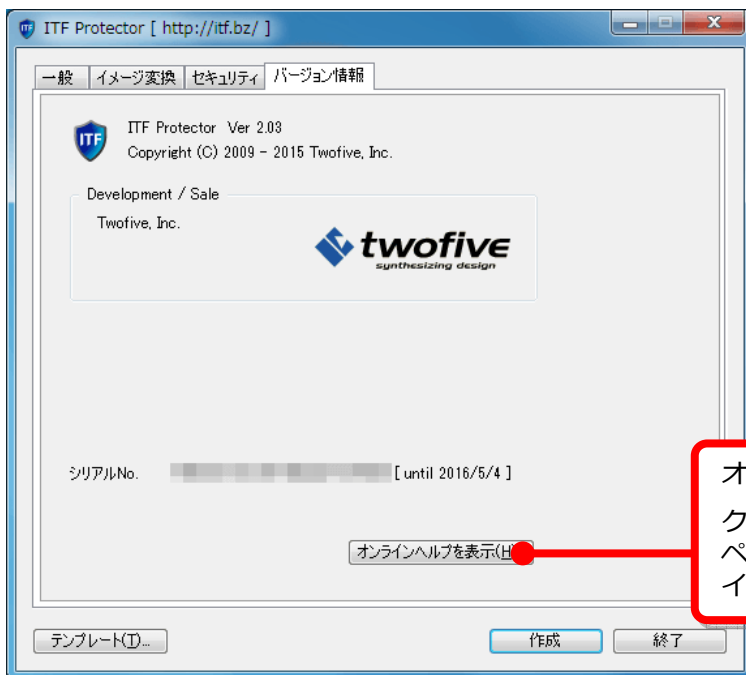 ITF Protector [ http://itf.bz/ ]
一般 イメージ変換 セキュリティ バージョン情報
ITF
ITF Protector Ver 2.03
Copyright (C) 2009 - 2015 Twofive, Inc.
Development / Sale
Twofive, Inc.
twofive
synthesizing design
シリアルNo. [ until 2016/5/4 ]
オ
ク
オンラインヘルプを表示(H)
ペ
イ
テンプレート(T)... 作成 終了